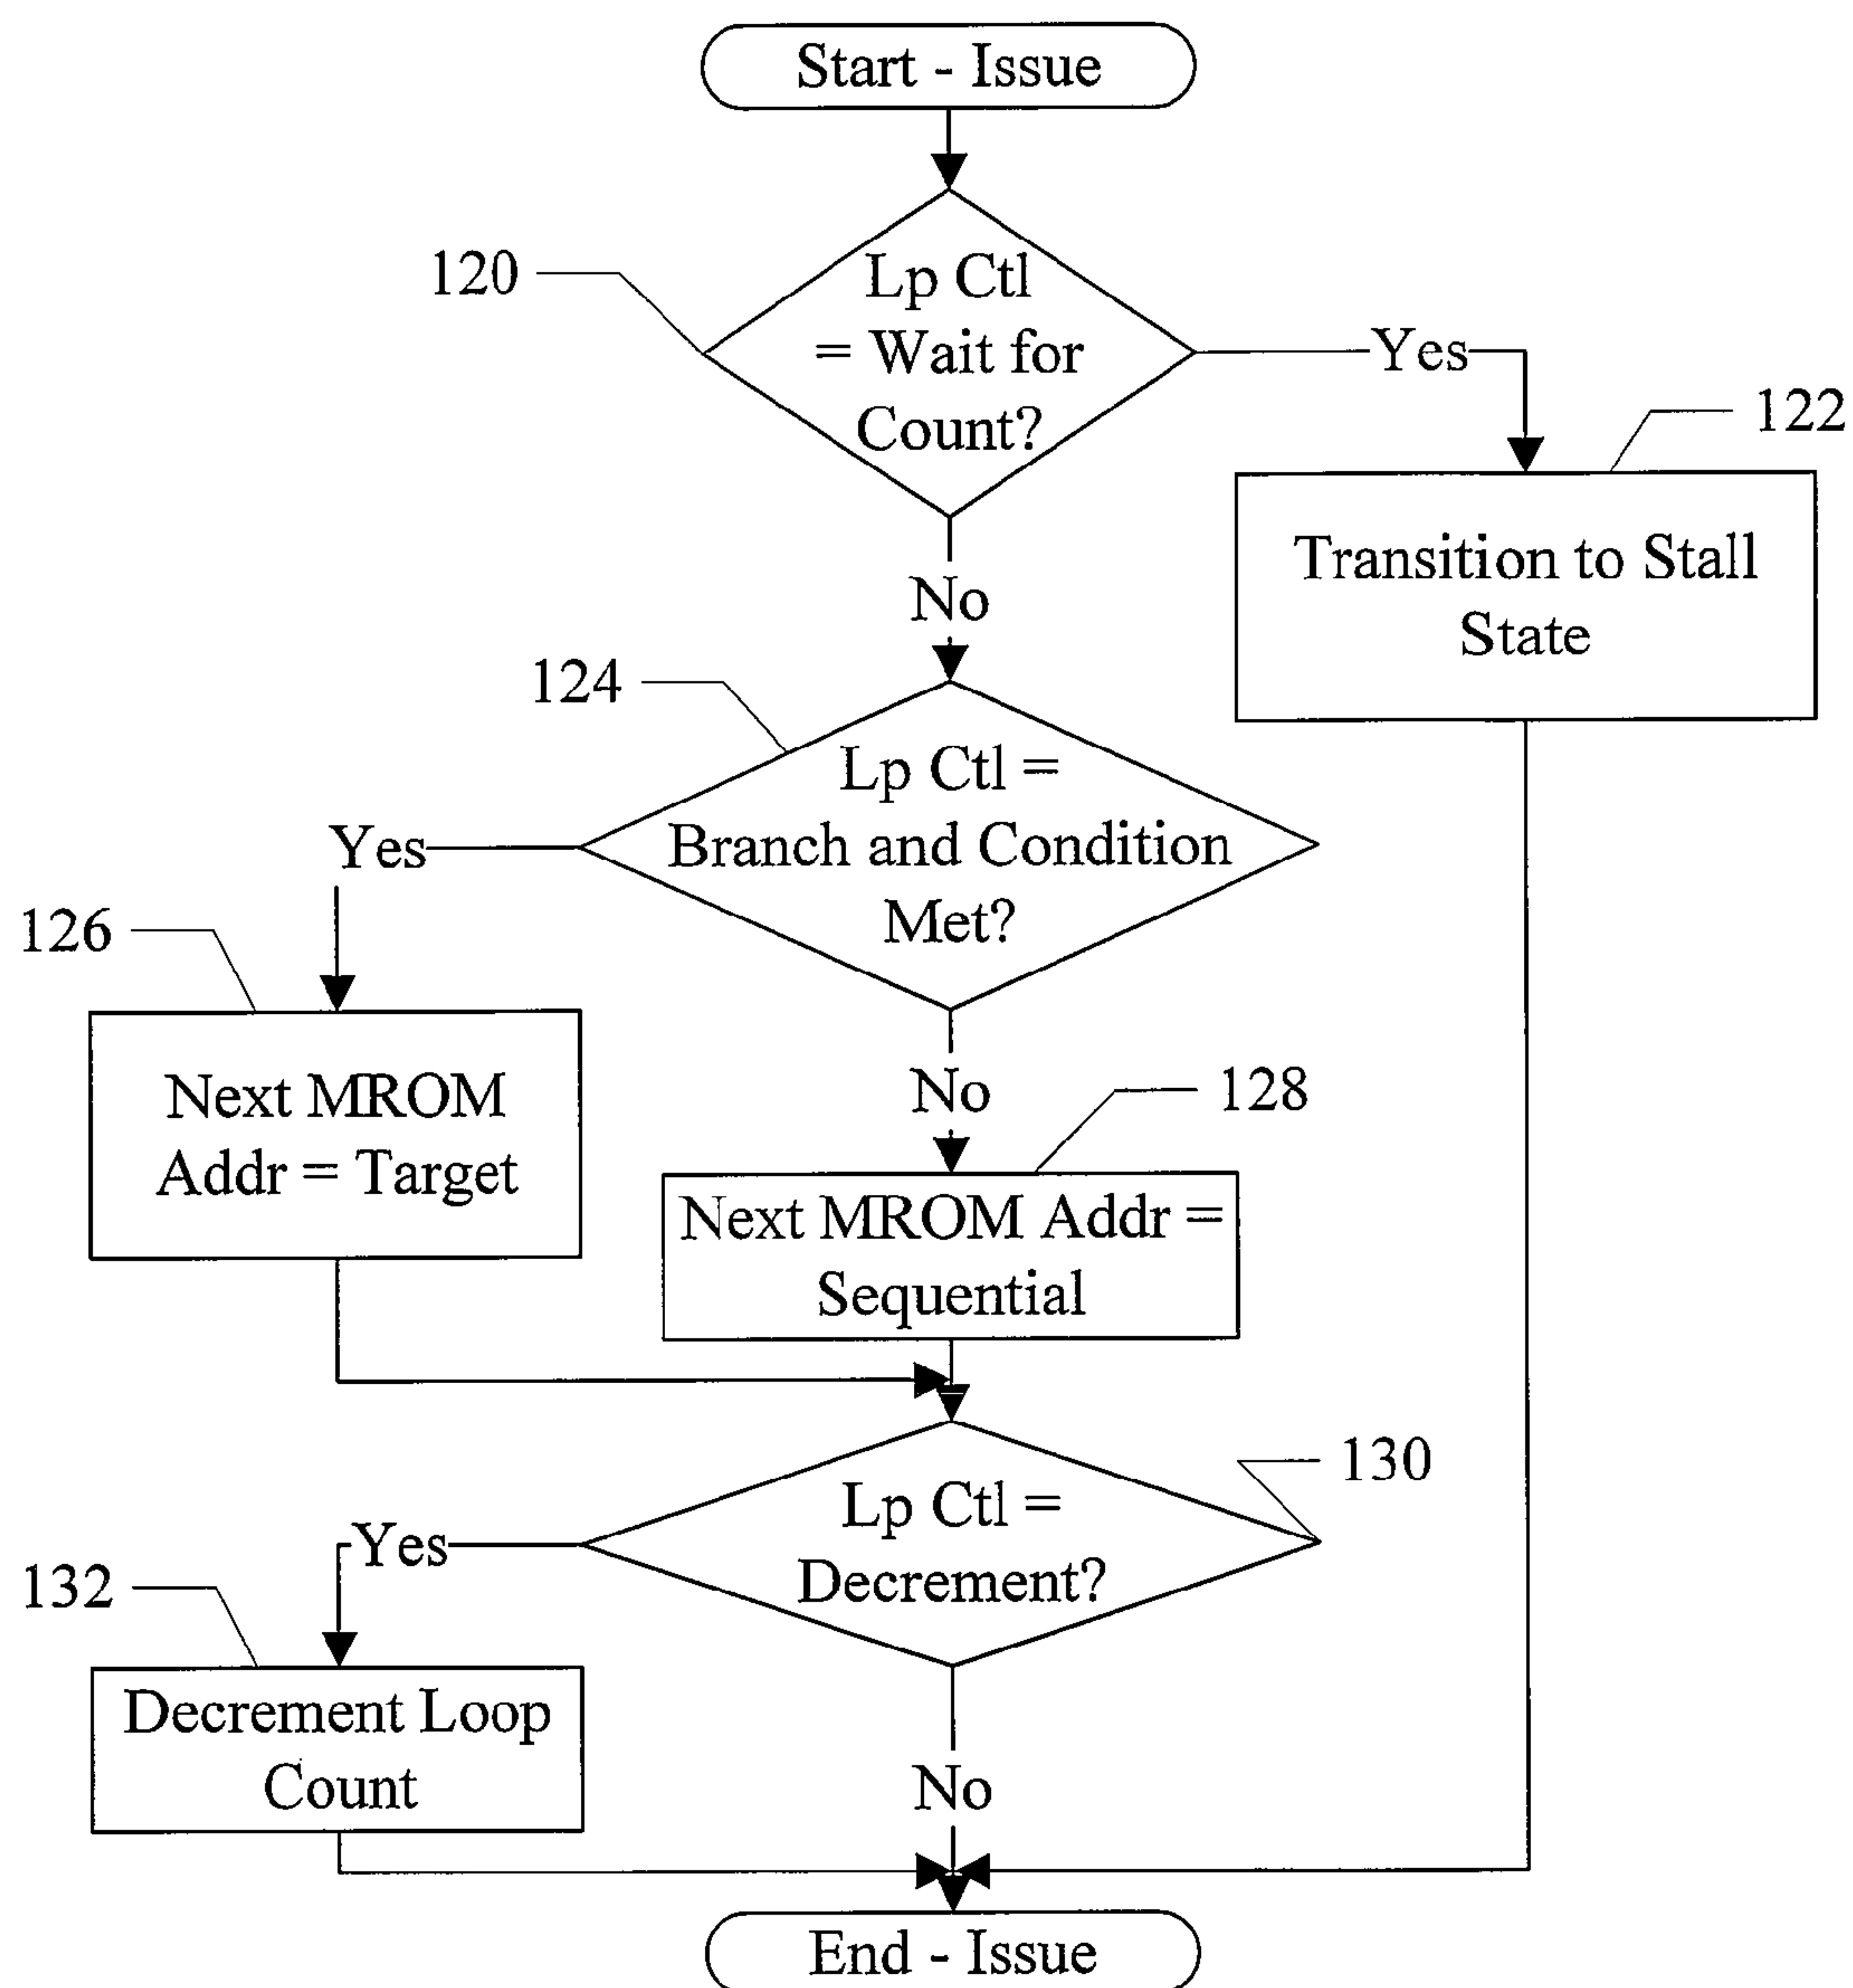 Start - Issue
120
Lp Ctl
= Wait for
Count?
Yes
122
Transition to Stall
State
No
124
Lp Ctl =
Branch and Condition
Met?
Yes
126
Next MROM
Addr = Target
No
128
Next MROM Addr =
Sequential
130
Lp Ctl =
Decrement?
Yes
132
Decrement Loop
Count
No
End - Issue